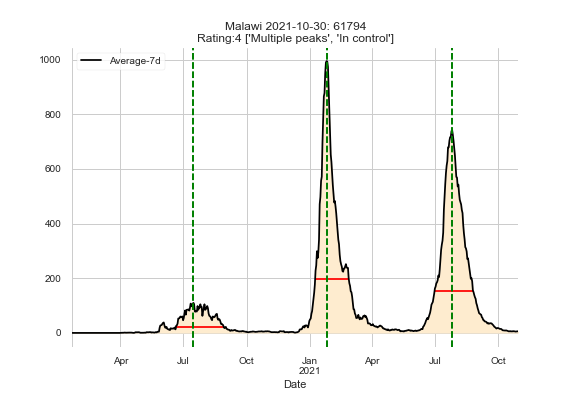 Malawi 2021-10-30: 61794
Rating:4 ['Multiple peaks', 'In control']
1000
Average-7d
800
600
400
200
0
Apr
Jul
Oct
Jan
2021
Apr
Jul
Oct
Date